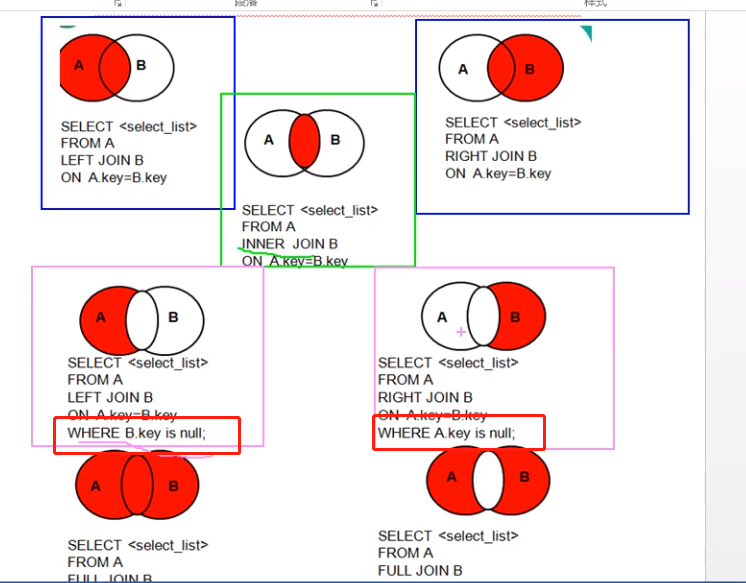 段落
样式
A B
SELECT <select_list>
FROM A
LEFT JOIN B
ON A.key=B.key
A B
SELECT <select_list>
FROM A
INNER JOIN B
ON A.key=B.key
A B
SELECT <select_list>
FROM A
RIGHT JOIN B
ON A.key=B.key
A B
SELECT <select_list>
FROM A
LEFT JOIN B
ON A.key=B.key
WHERE B.key is null;
A B
SELECT <select_list>
FROM A
RIGHT JOIN B
ON A.key=B.key
WHERE A.key is null;
A B
SELECT <select_list>
FROM A
FULL JOIN B
A B
SELECT <select_list>
FROM A
FULL JOIN B